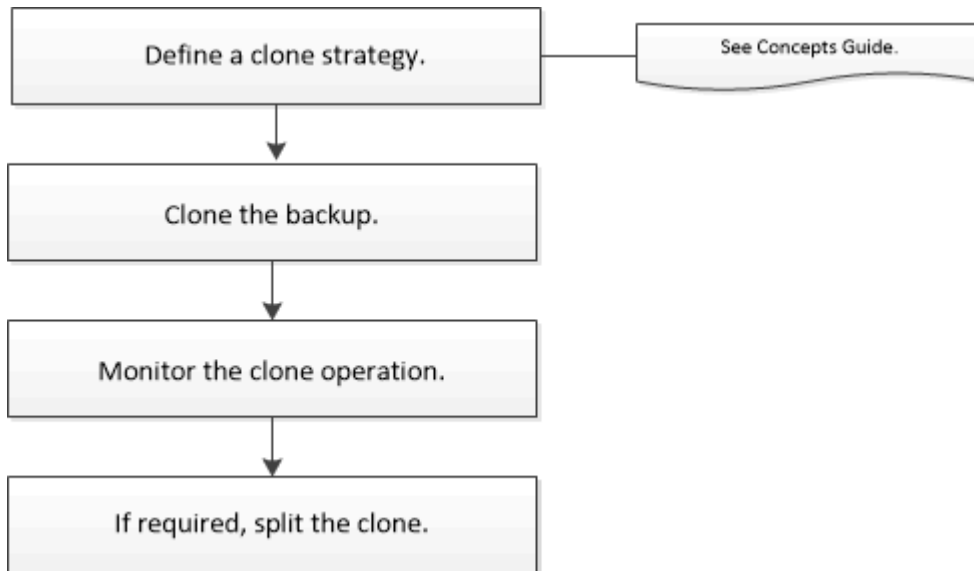 Define a clone strategy.
See Concepts Guide.
Clone the backup.
Monitor the clone operation.
If required, split the clone.